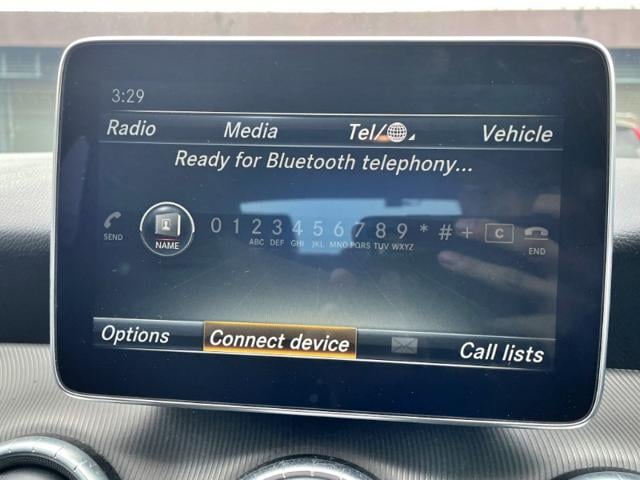 3:29
Radio Media Tel/ Vehicle
Ready for Bluetooth telephony...
SEND NAME 0 1 2 3 4 5 6 7 8 9 * # + C END
ABC DEF GHI JKL MNO PQRS TUV WXYZ
Options Connect device Call lists